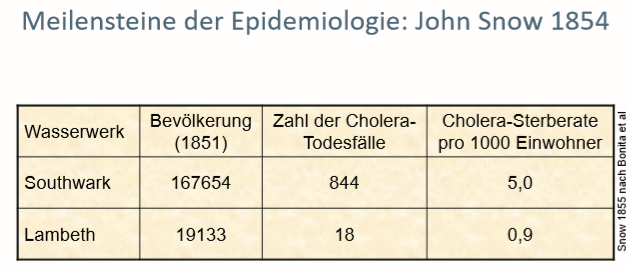 Meilensteine der Epidemiologie: John Snow 1854
Wasserwerk
Bevölkerung
(1851)
Zahl der Cholera-
Todesfälle
Cholera-Sterberate
pro 1000 Einwohner
Southwark
167654
844
5,0
Lambeth
19133
18
0,9
Snow 1855 nach Bonita et al